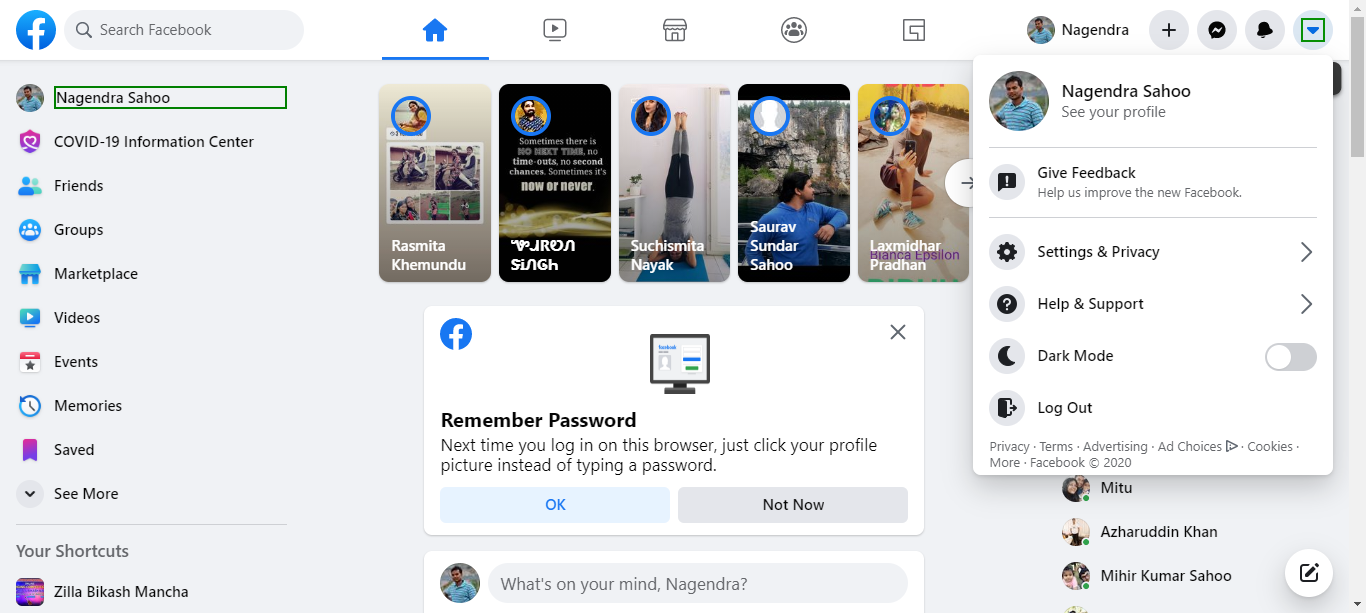 Search Facebook
Nagendra
Nagendra Sahoo
COVID-19 Information Center
Friends
Groups
Marketplace
Videos
Events
Memories
Saved
See More
Your Shortcuts
Zilla Bikash Mancha
Rasmita
Khemundu
Sometimes there is
NO NEXT TIME, no
time-outs, no second
chances. Sometimes it's
now or never.
Suchismita
Nayak
Saurav
Sundar
Sahoo
Bianca Epsilon
Laxmidhar
Pradhan
facebook
Remember Password
Next time you log in on this browser, just click your profile
picture instead of typing a password.
OK
Not Now
What's on your mind, Nagendra?
Nagendra Sahoo
See your profile
Give Feedback
Help us improve the new Facebook.
Settings & Privacy
Help & Support
Dark Mode
Log Out
Privacy · Terms · Advertising · Ad Choices · Cookies ·
More · Facebook © 2020
Mitu
Azharuddin Khan
Mihir Kumar Sahoo